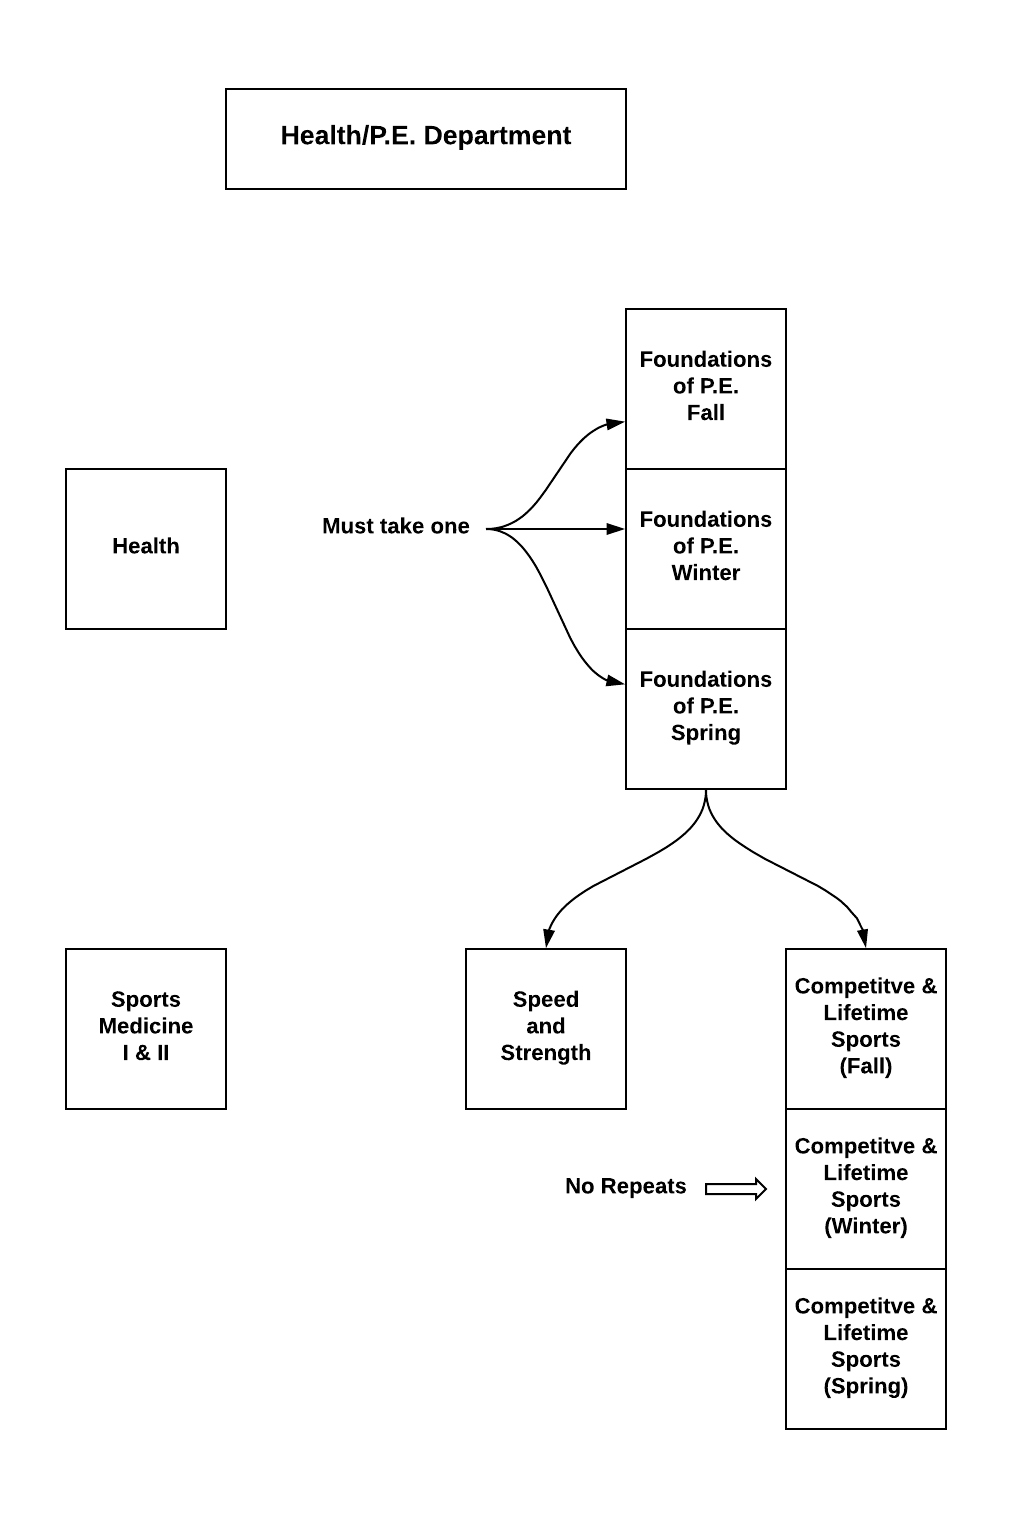 Health/P.E. Department
Foundations
of P.E.
Fall
Health
Must take one
Foundations
of P.E.
Winter
Foundations
of P.E.
Spring
Sports
Medicine
I & II
Speed
and
Strength
Competitve &
Lifetime
Sports
(Fall)
No Repeats
Competitve &
Lifetime
Sports
(Winter)
Competitve &
Lifetime
Sports
(Spring)